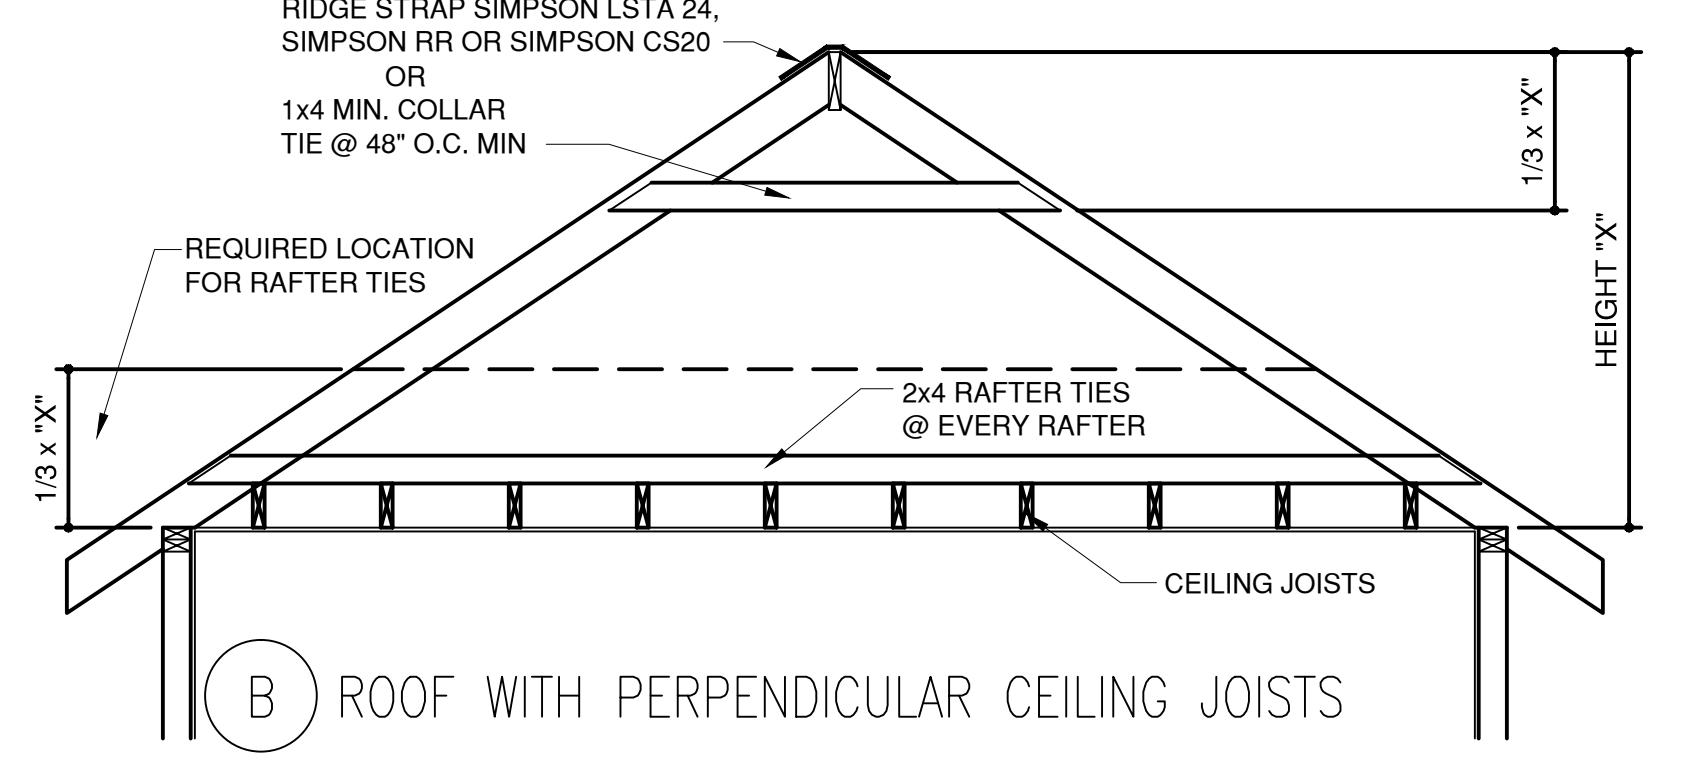 RIDGE STRAP SIMPSON LSTA 24,
SIMPSON RR OR SIMPSON CS20
OR
1x4 MIN. COLLAR
TIE @ 48" O.C. MIN
1/3 x "X"
HEIGHT "X"
REQUIRED LOCATION
FOR RAFTER TIES
1/3 x "X"
2x4 RAFTER TIES
@ EVERY RAFTER
CEILING JOISTS
B ROOF WITH PERPENDICULAR CEILING JOISTS